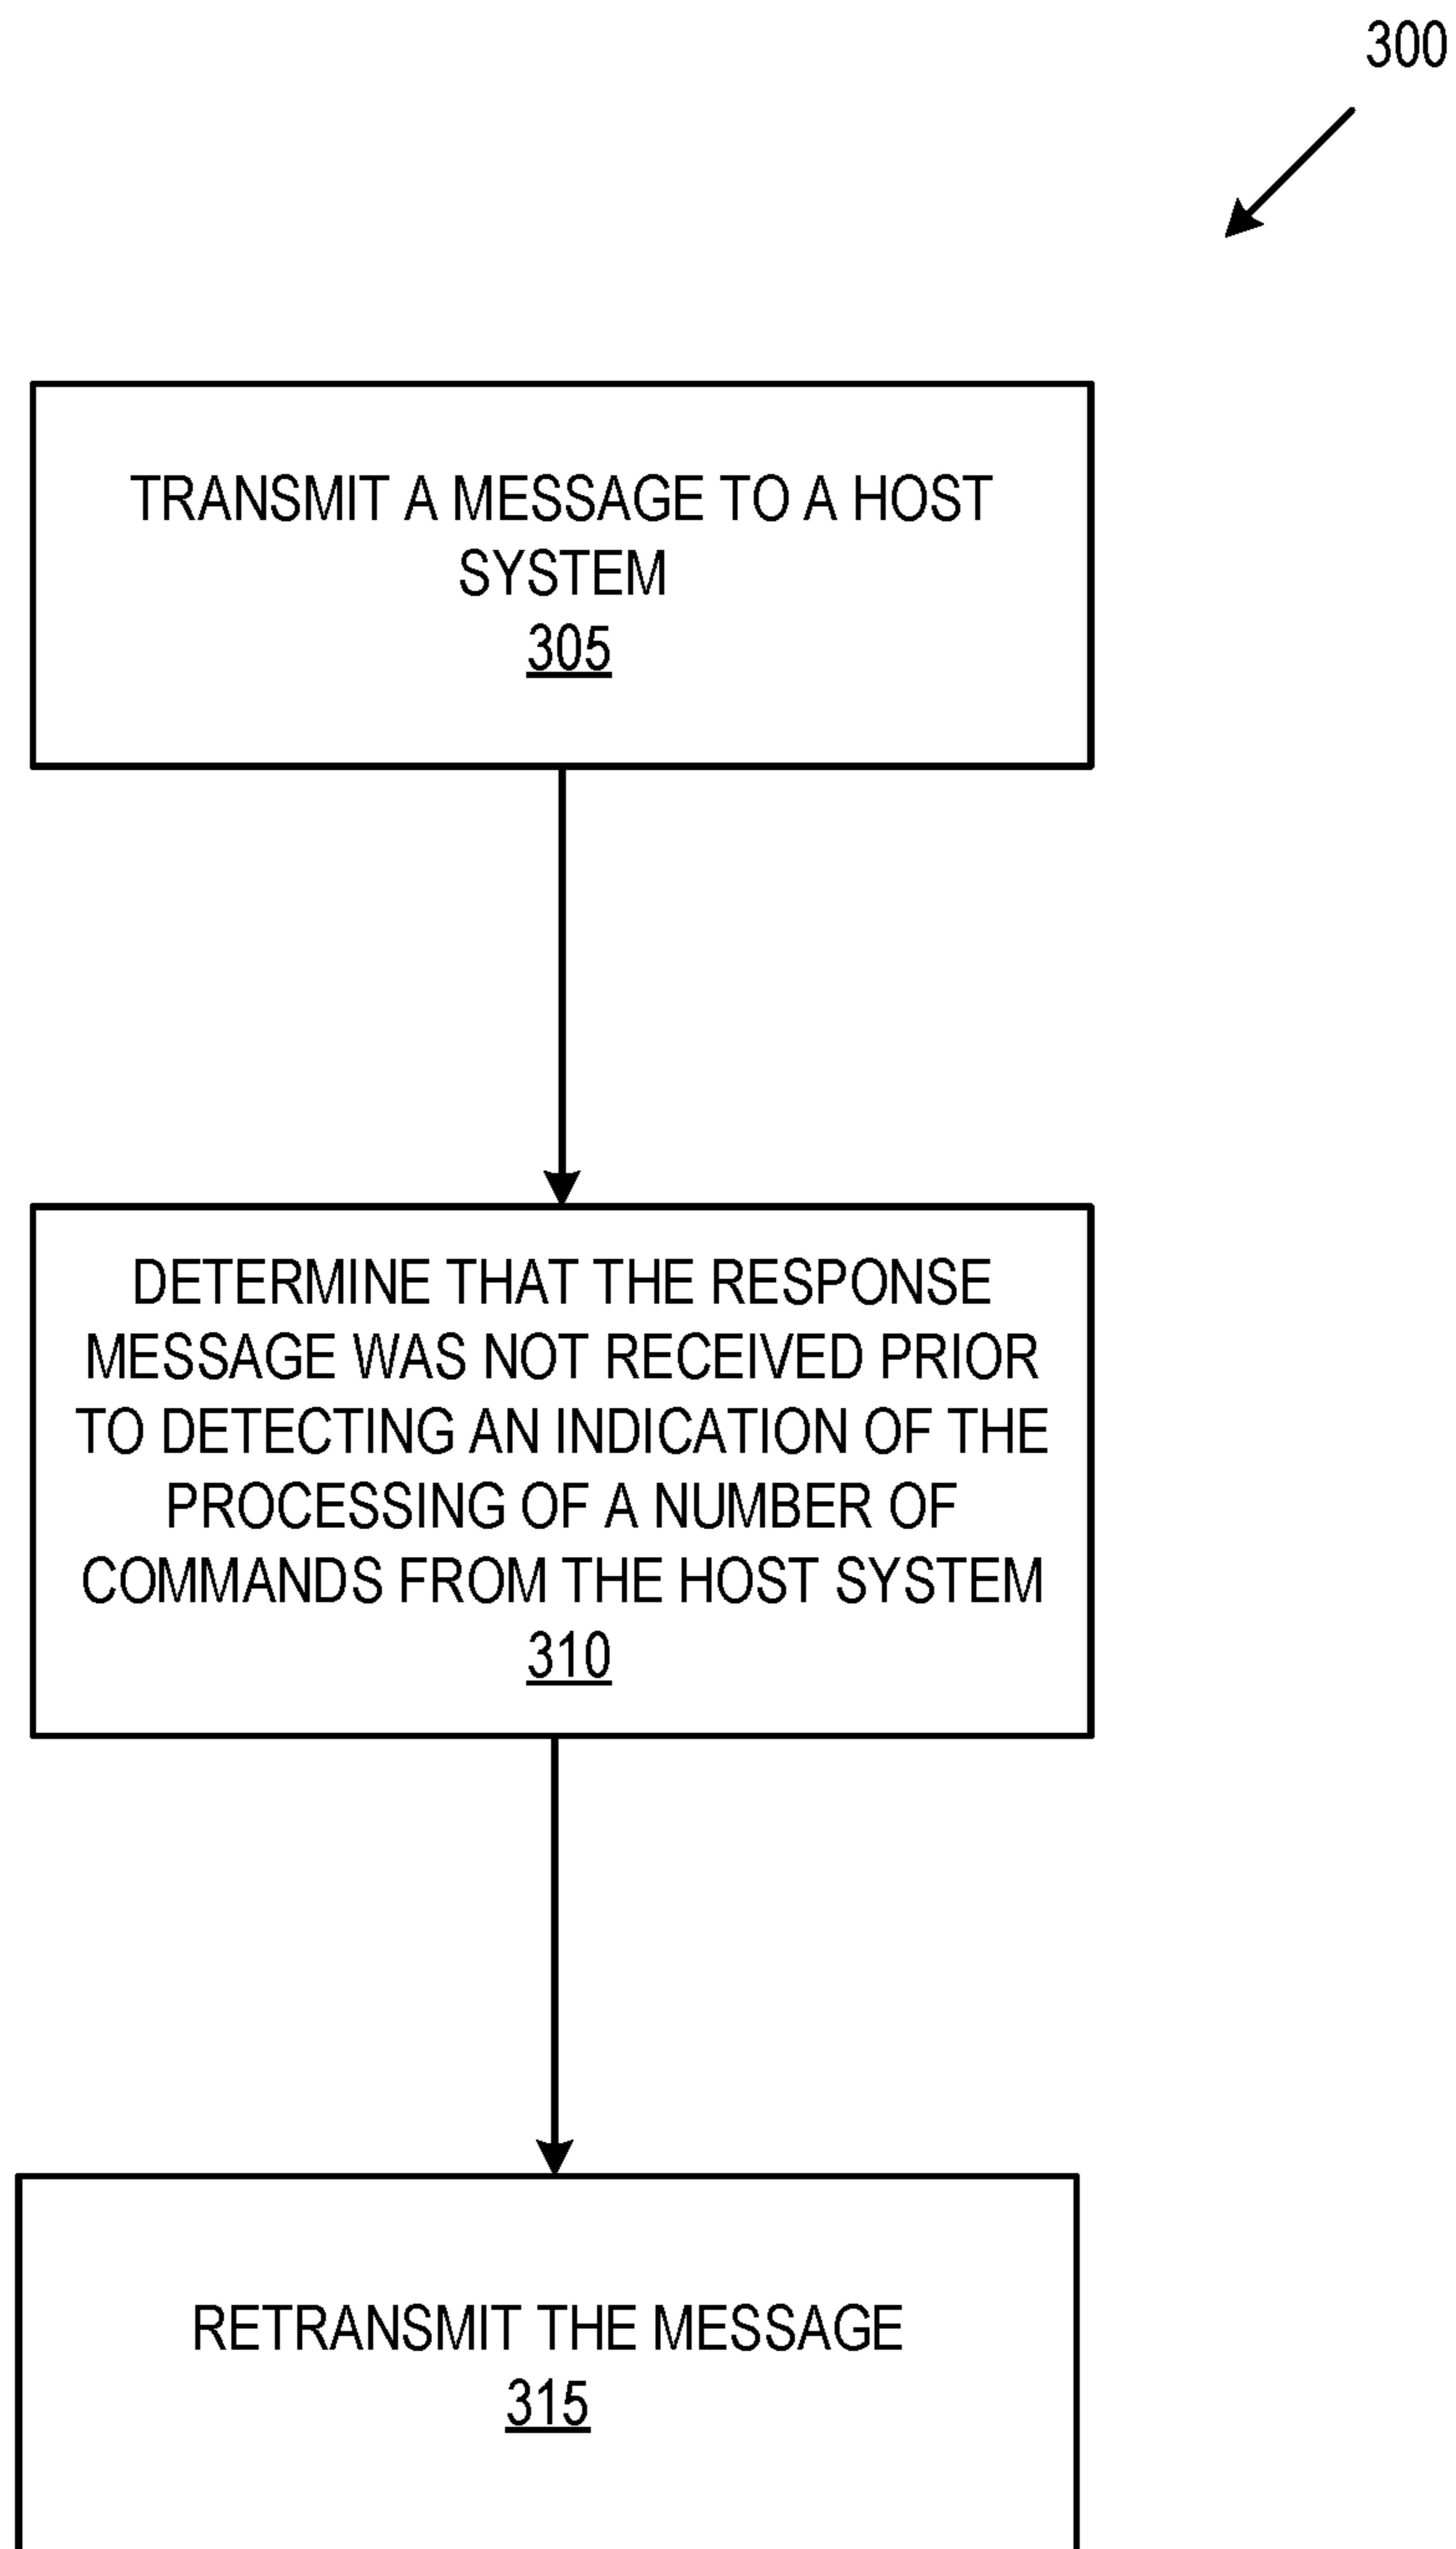 300
TRANSMIT A MESSAGE TO A HOST
SYSTEM
305
DETERMINE THAT THE RESPONSE
MESSAGE WAS NOT RECEIVED PRIOR
TO DETECTING AN INDICATION OF THE
PROCESSING OF A NUMBER OF
COMMANDS FROM THE HOST SYSTEM
310
RETRANSMIT THE MESSAGE
315